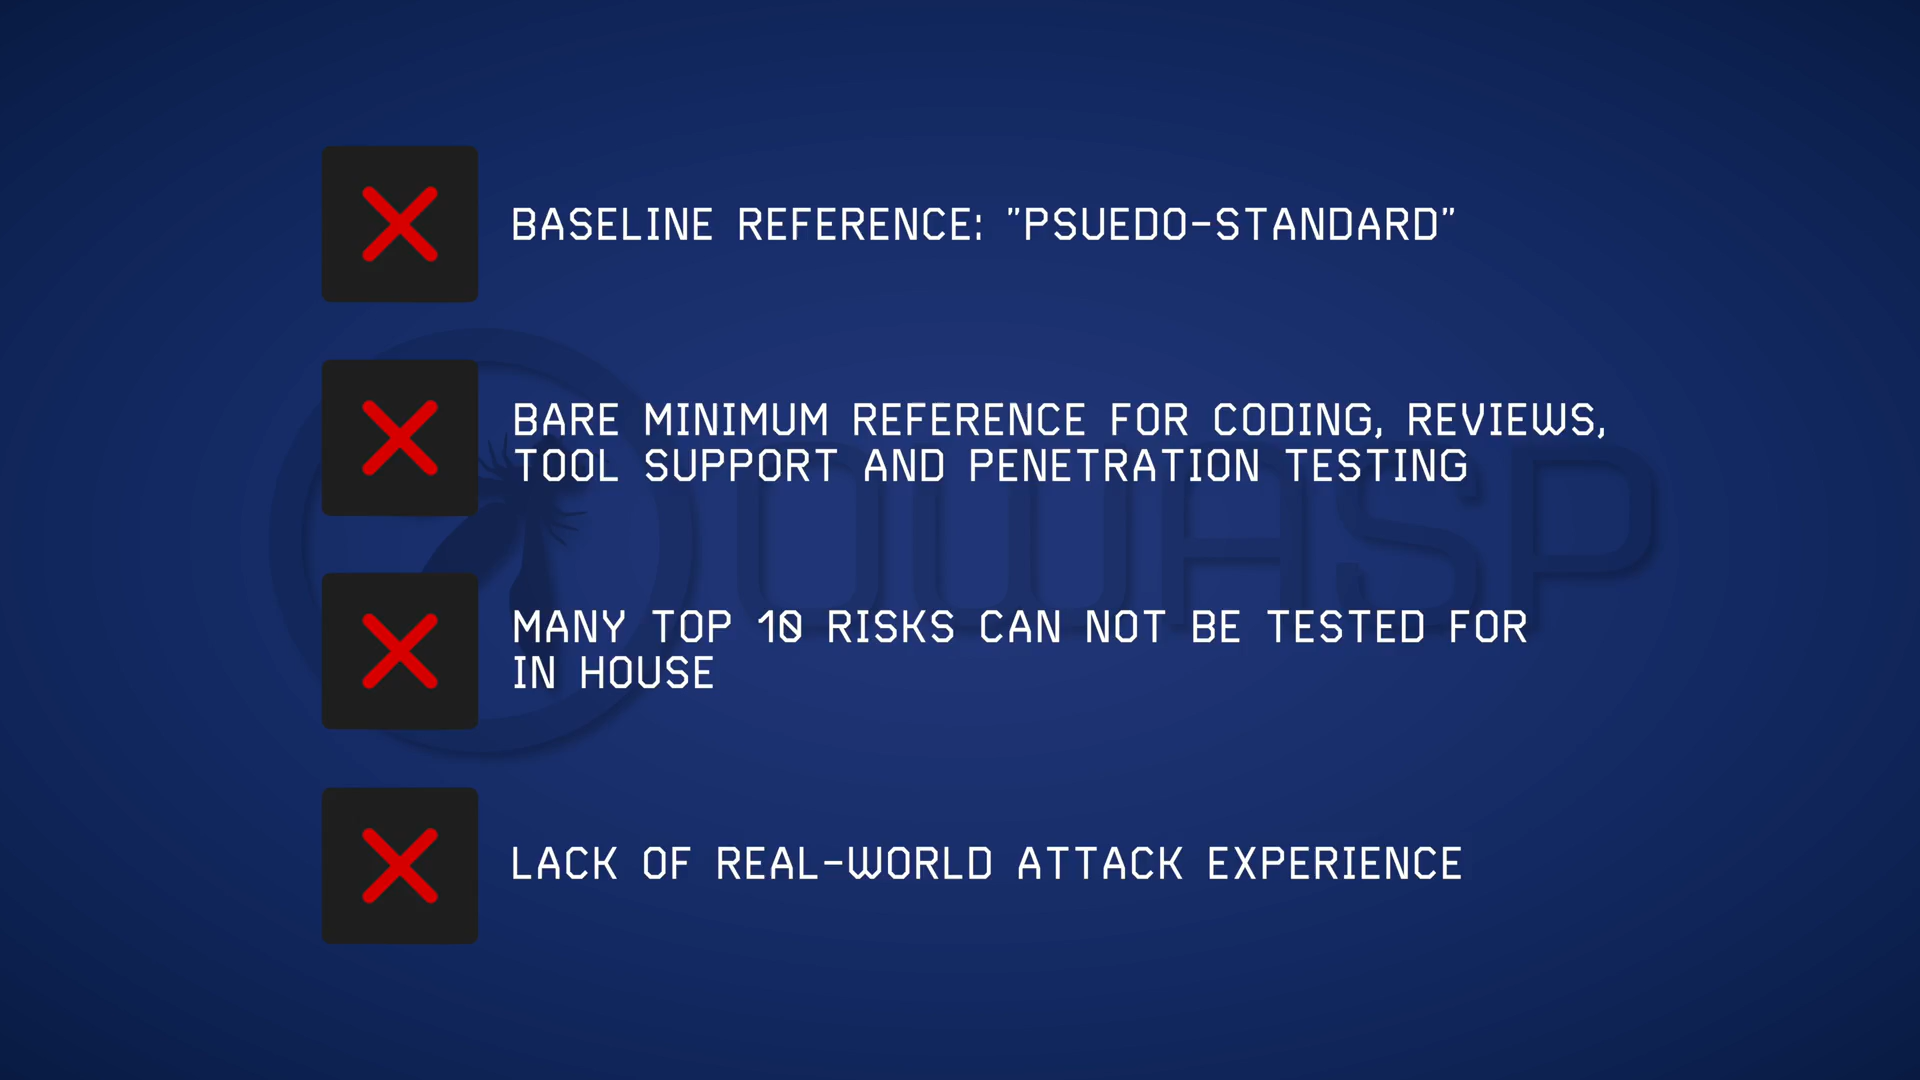 BASELINE REFERENCE: "PSUEDO-STANDARD"
BARE MINIMUM REFERENCE FOR CODING, REVIEWS,
TOOL SUPPORT AND PENETRATION TESTING
OWASP
MANY TOP 10 RISKS CAN NOT BE TESTED FOR
IN HOUSE
LACK OF REAL-WORLD ATTACK EXPERIENCE